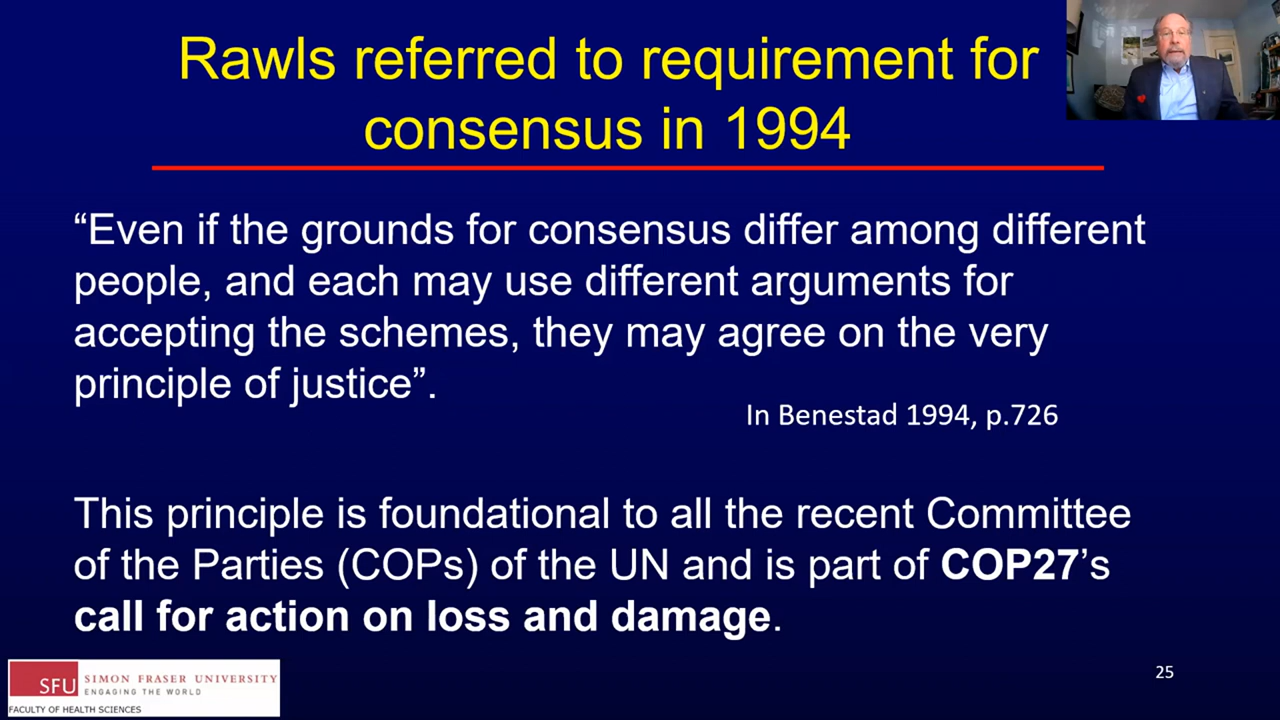 Rawls referred to requirement for
consensus in 1994
“Even if the grounds for consensus differ among different
people, and each may use different arguments for
accepting the schemes, they may agree on the very
principle of justice”.
In Benestad 1994, p.726
This principle is foundational to all the recent Committee
of the Parties (COPs) of the UN and is part of COP27’s
call for action on loss and damage.
SFU
SIMON FRASER UNIVERSITY
ENGAGING THE WORLD
FACULTY OF HEALTH SCIENCES
25